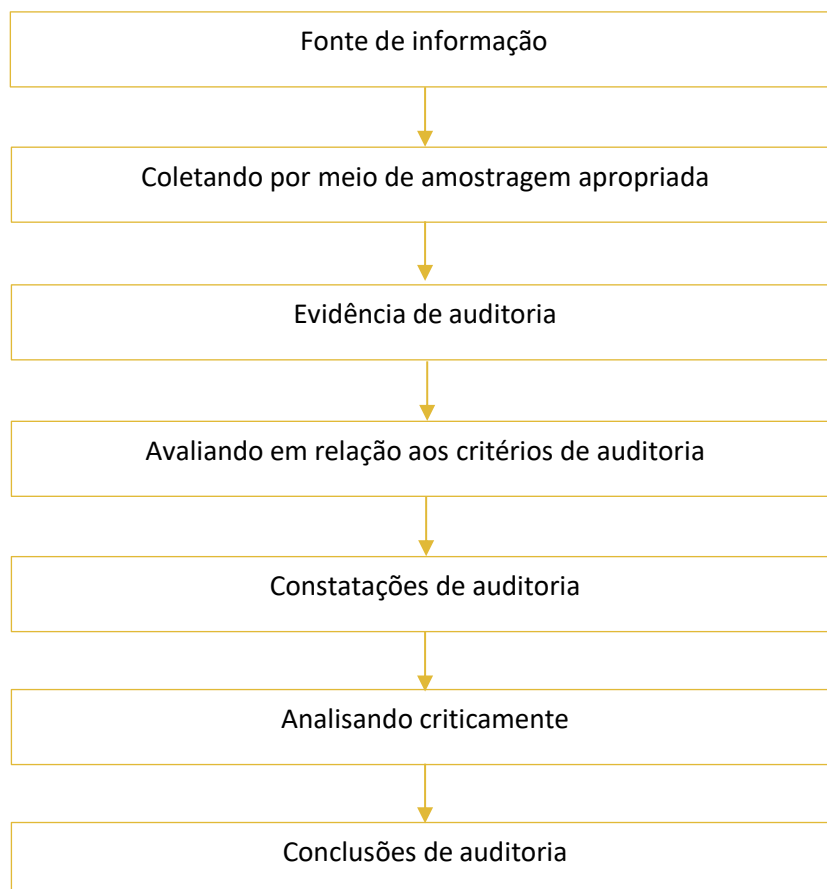 Fonte de informação
Coletando por meio de amostragem apropriada
Evidência de auditoria
Avaliando em relação aos critérios de auditoria
Constatações de auditoria
Analisando criticamente
Conclusões de auditoria